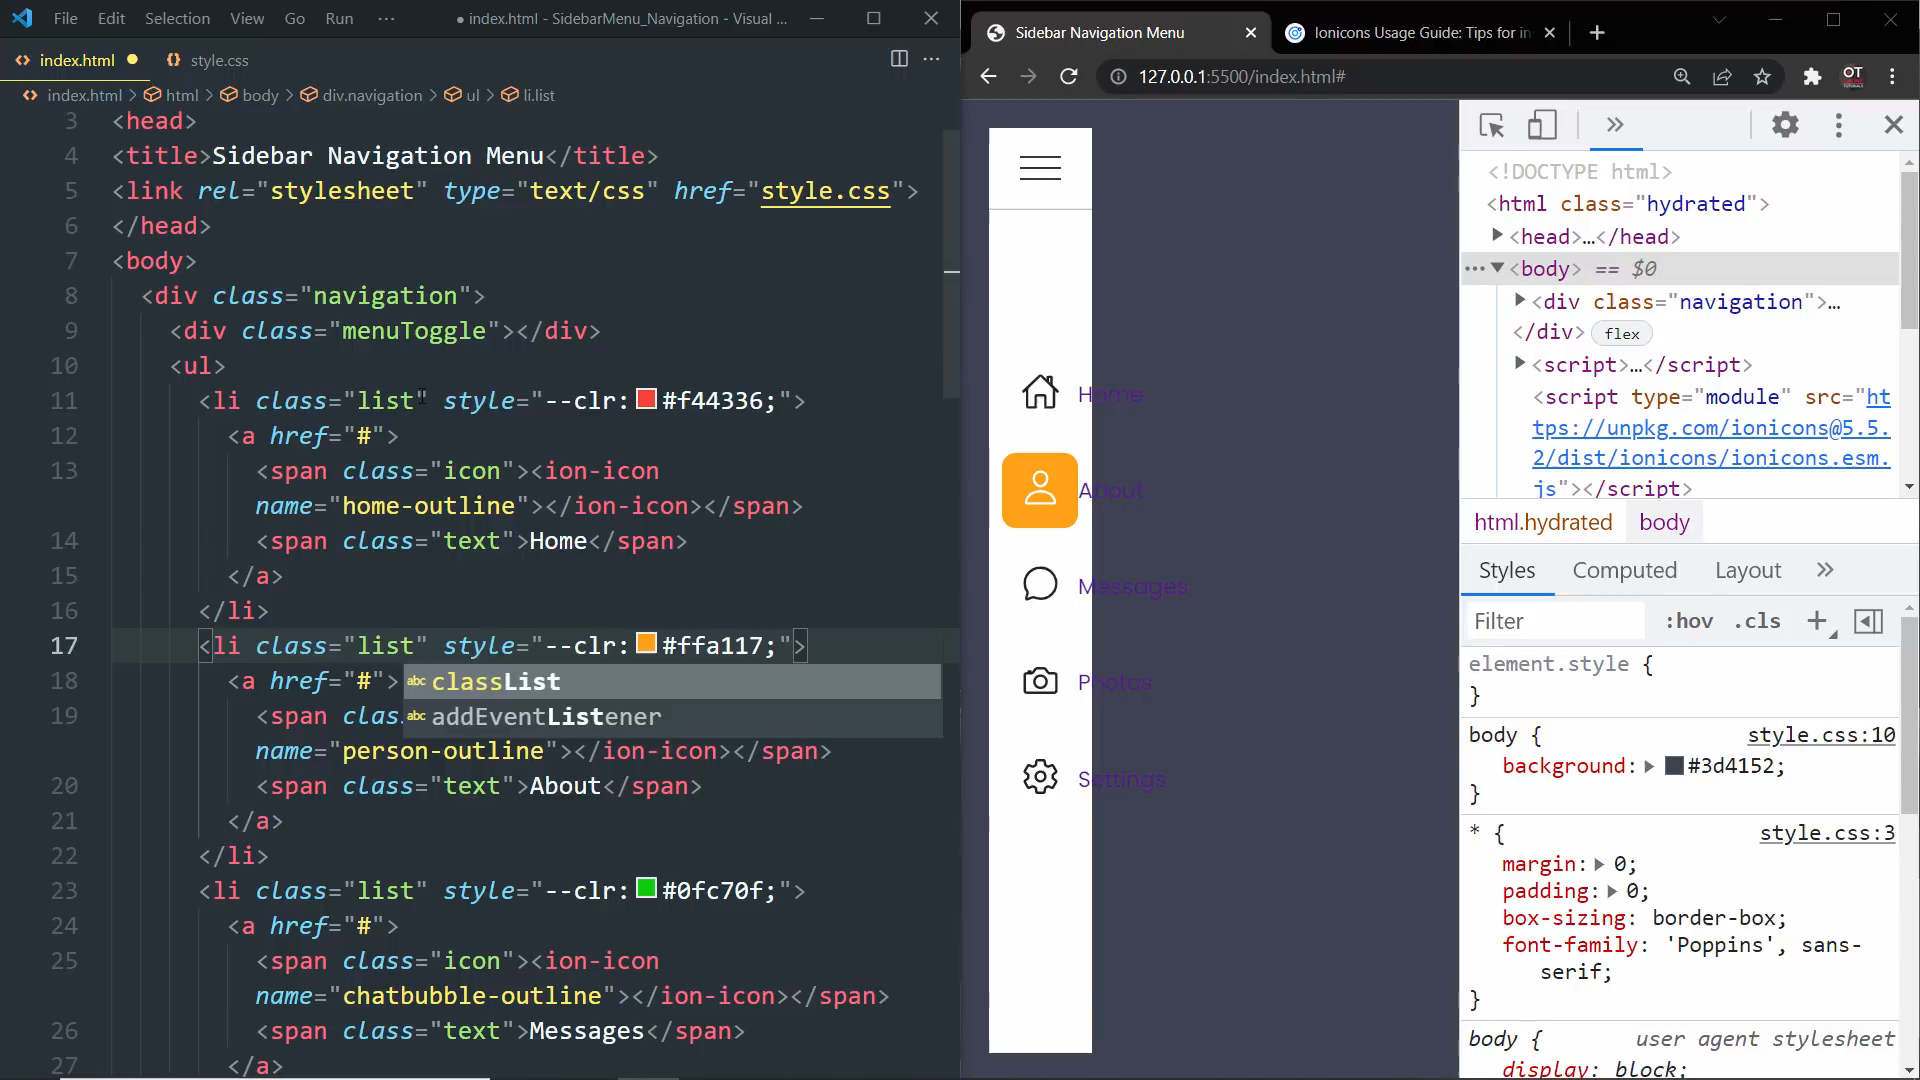 File Edit Selection View Go Run ··· ● index.html - SidebarMenu_Navigation - Visual ...
index.html style.css
index.html > html > body > div.navigation > ul > li.list
3 <head>
4 <title>Sidebar Navigation Menu</title>
5 <link rel="stylesheet" type="text/css" href="style.css">
6 </head>
7 <body>
8 <div class="navigation">
9 <div class="menuToggle"></div>
10 <ul>
11 <li class="list" style="--clr:#f44336;">
12 <a href="#">
13 <span class="icon"><ion-icon
name="home-outline"></ion-icon></span>
14 <span class="text">Home</span>
15 </a>
16 </li>
17 <li class="list" style="--clr:#ffa117;">
18 <a href="#">
classList
19 <span clas
addEventListener
name="person-outline"></ion-icon></span>
20 <span class="text">About</span>
21 </a>
22 </li>
23 <li class="list" style="--clr:#0fc70f;">
24 <a href="#">
25 <span class="icon"><ion-icon
name="chatbubble-outline"></ion-icon></span>
26 <span class="text">Messages</span>
27 </a>
Sidebar Navigation Menu Ionicons Usage Guide: Tips for in
127.0.0.1:5500/index.html#
OT
Home
About
Messages
Photos
Settings
<!DOCTYPE html>
<html class="hydrated">
<head>…</head>
··· <body> == $0
<div class="navigation">…
</div> flex
<script>…</script>
<script type="module" src="ht
tps://unpkg.com/ionicons@5.5.
2/dist/ionicons/ionicons.esm.
js"></script>
html.hydrated body
Styles Computed Layout
Filter :hov .cls
element.style {
}
body { style.css:10
background: #3d4152;
}
* { style.css:3
margin: 0;
padding: 0;
box-sizing: border-box;
font-family: 'Poppins', sans-
serif;
}
body { user agent stylesheet
display: block;